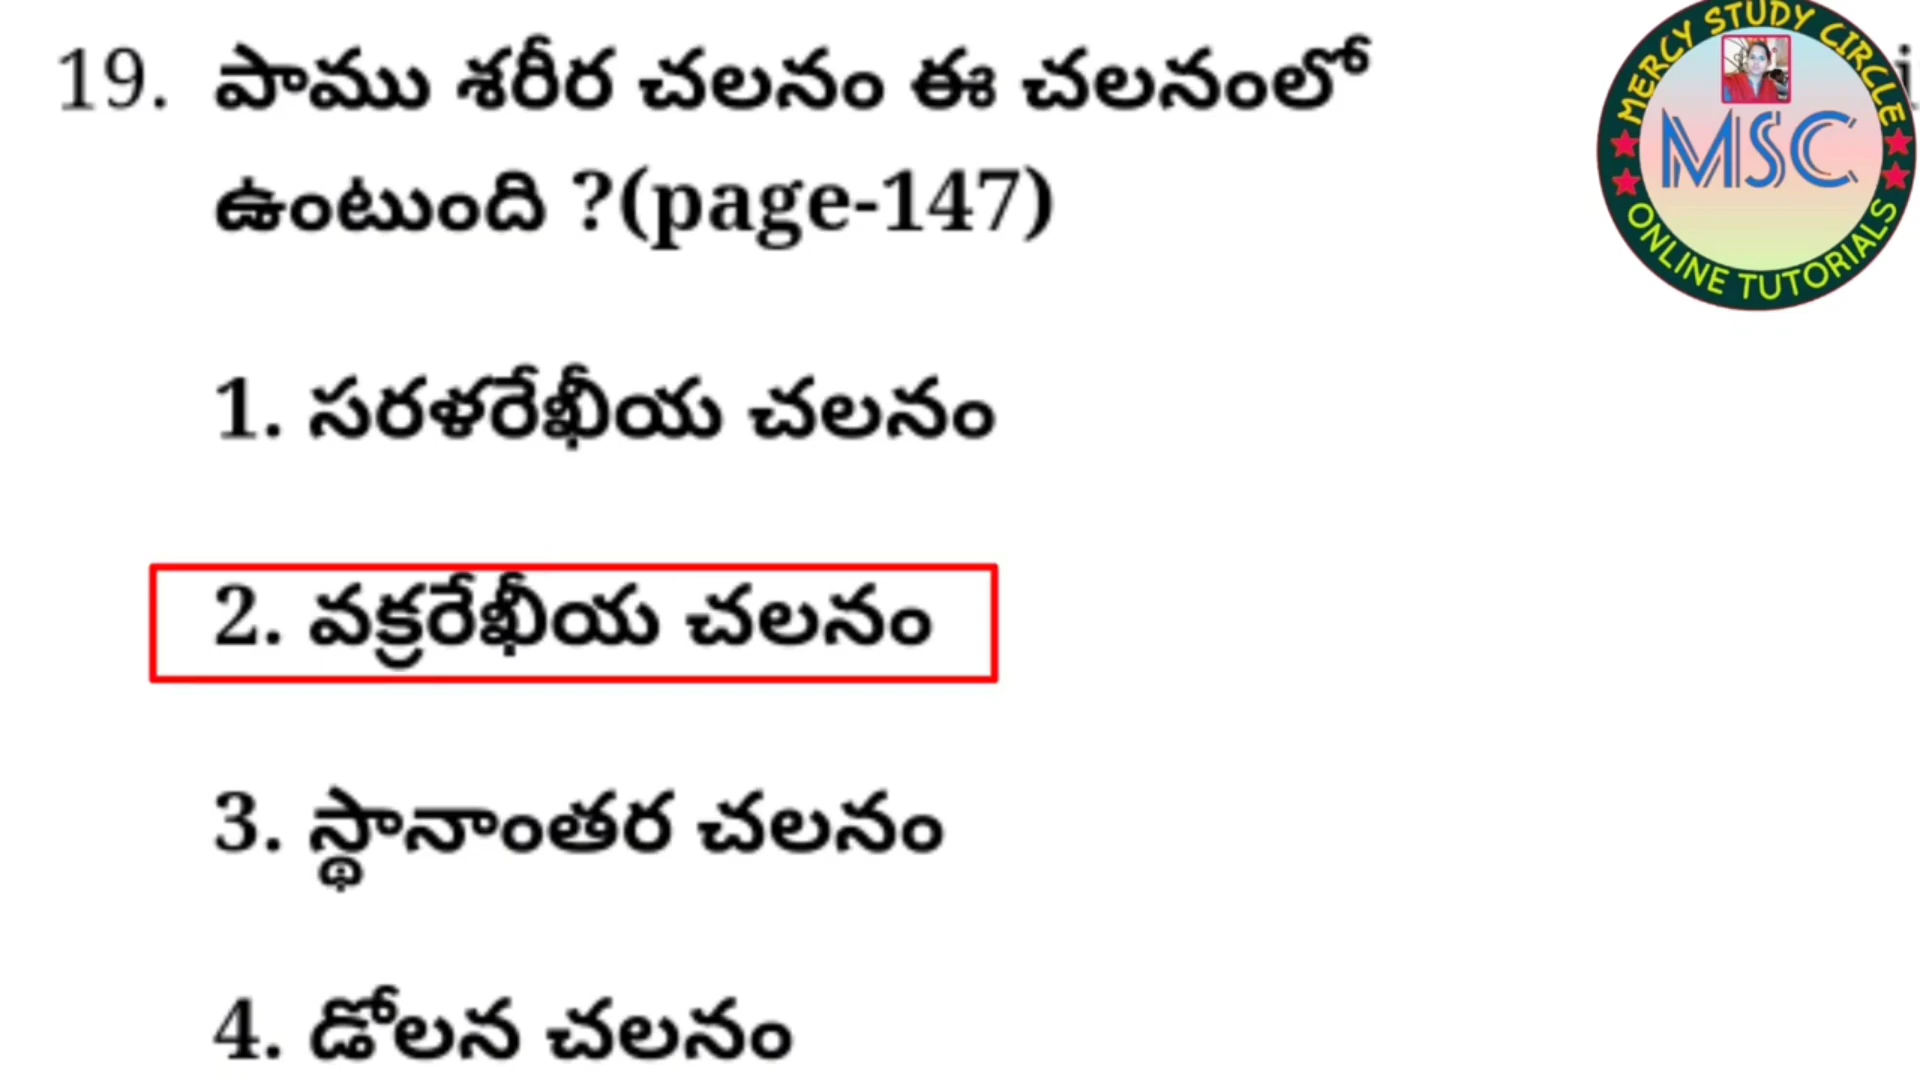 19. పాము శరీర చలనం ఈ చలనంలో
ఉంటుంది ?(page-147)
1. సరళరేఖీయ చలనం
2. వక్రరేఖీయ చలనం
3. స్థానాంతర చలనం
4. డోలన చలనం
MERCY STUDY CIRCLE
MSC
ONLINE TUTORIALS